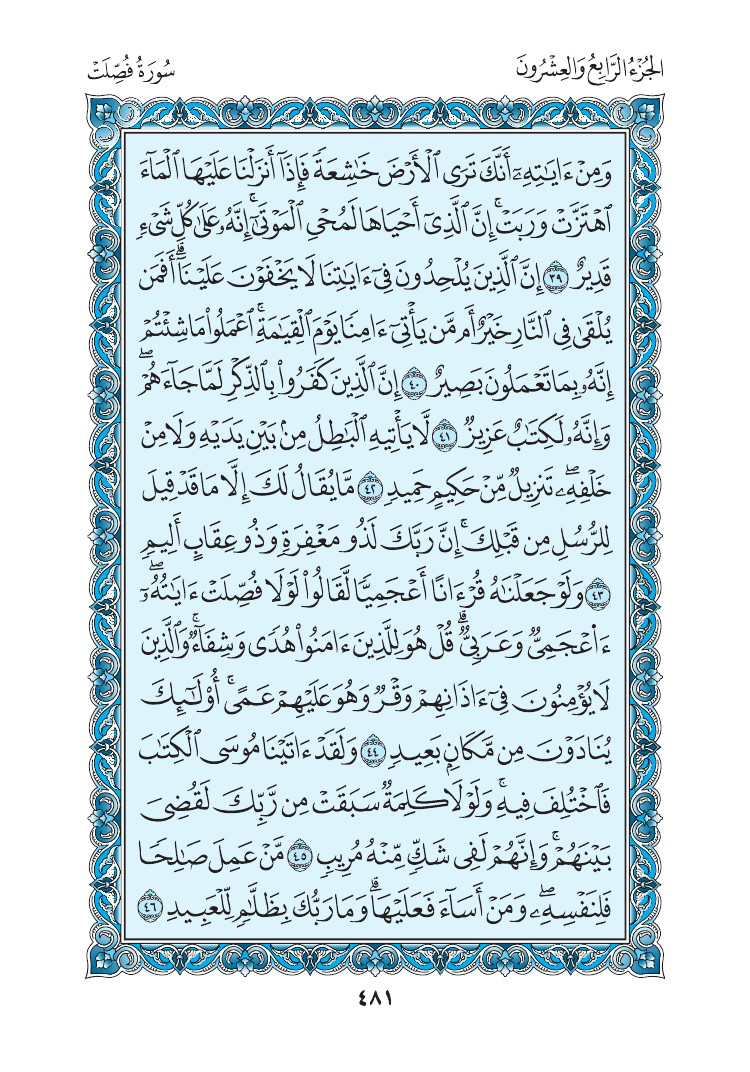 الجُزْءُ الرَّابِعُ وَالعِشْرُونَ
سُورَةُ فُصِّلَتْ
وَمِنْ ءَايَٰتِهِۦٓ أَنَّكَ تَرَى ٱلْأَرْضَ خَٰشِعَةً فَإِذَآ أَنزَلْنَا عَلَيْهَا ٱلْمَآءَ
ٱهْتَزَّتْ وَرَبَتْۚ إِنَّ ٱلَّذِىٓ أَحْيَاهَا لَمُحْىِ ٱلْمَوْتَىٰٓۚ إِنَّهُۥ عَلَىٰ كُلِّ شَىْءٍ
قَدِيرٌ ٣٩ إِنَّ ٱلَّذِينَ يُلْحِدُونَ فِىٓ ءَايَٰتِنَا لَا يَخْفَوْنَ عَلَيْنَآۗ أَفَمَن
يُلْقَىٰ فِى ٱلنَّارِ خَيْرٌ أَم مَّن يَأْتِىٓ ءَامِنًا يَوْمَ ٱلْقِيَٰمَةِۚ ٱعْمَلُوا۟ مَا شِئْتُمْ
إِنَّهُۥ بِمَا تَعْمَلُونَ بَصِيرٌ ٤٠ إِنَّ ٱلَّذِينَ كَفَرُوا۟ بِٱلذِّكْرِ لَمَّا جَآءَهُمْۖ
وَإِنَّهُۥ لَكِتَٰبٌ عَزِيزٌ ٤١ لَّا يَأْتِيهِ ٱلْبَٰطِلُ مِنۢ بَيْنِ يَدَيْهِ وَلَا مِنْ
خَلْفِهِۦۖ تَنزِيلٌ مِّنْ حَكِيمٍ حَمِيدٍ ٤٢ مَّا يُقَالُ لَكَ إِلَّا مَا قَدْ قِيلَ
لِلرُّسُلِ مِن قَبْلِكَۚ إِنَّ رَبَّكَ لَذُو مَغْفِرَةٍ وَذُو عِقَابٍ أَلِيمٍ
٤٣ وَلَوْ جَعَلْنَٰهُ قُرْءَانًا أَعْجَمِيًّا لَّقَالُوا۟ لَوْلَا فُصِّلَتْ ءَايَٰتُهُۥٓۖ
ءَا۬عْجَمِىٌّ وَعَرَبِىٌّۗ قُلْ هُوَ لِلَّذِينَ ءَامَنُوا۟ هُدًى وَشِفَآءٌۚ وَٱلَّذِينَ
لَا يُؤْمِنُونَ فِىٓ ءَاذَانِهِمْ وَقْرٌ وَهُوَ عَلَيْهِمْ عَمًىۚ أُو۟لَٰٓئِكَ
يُنَادَوْنَ مِن مَّكَانٍۭ بَعِيدٍ ٤٤ وَلَقَدْ ءَاتَيْنَا مُوسَى ٱلْكِتَٰبَ
فَٱخْتُلِفَ فِيهِۚ وَلَوْلَا كَلِمَةٌ سَبَقَتْ مِن رَّبِّكَ لَقُضِىَ
بَيْنَهُمْۚ وَإِنَّهُمْ لَفِى شَكٍّ مِّنْهُ مُرِيبٍ ٤٥ مَّنْ عَمِلَ صَٰلِحًا
فَلِنَفْسِهِۦۖ وَمَنْ أَسَآءَ فَعَلَيْهَاۗ وَمَا رَبُّكَ بِظَلَّٰمٍ لِّلْعَبِيدِ ٤٦
٤٨١